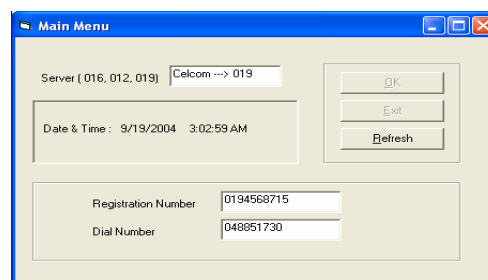 Main Menu
Server ( 016, 012, 019) Celcom ---> 019
OK
Exit
Date & Time : 9/19/2004 3:02:59 AM
Refresh
Registration Number 0194568715
Dial Number 048851730